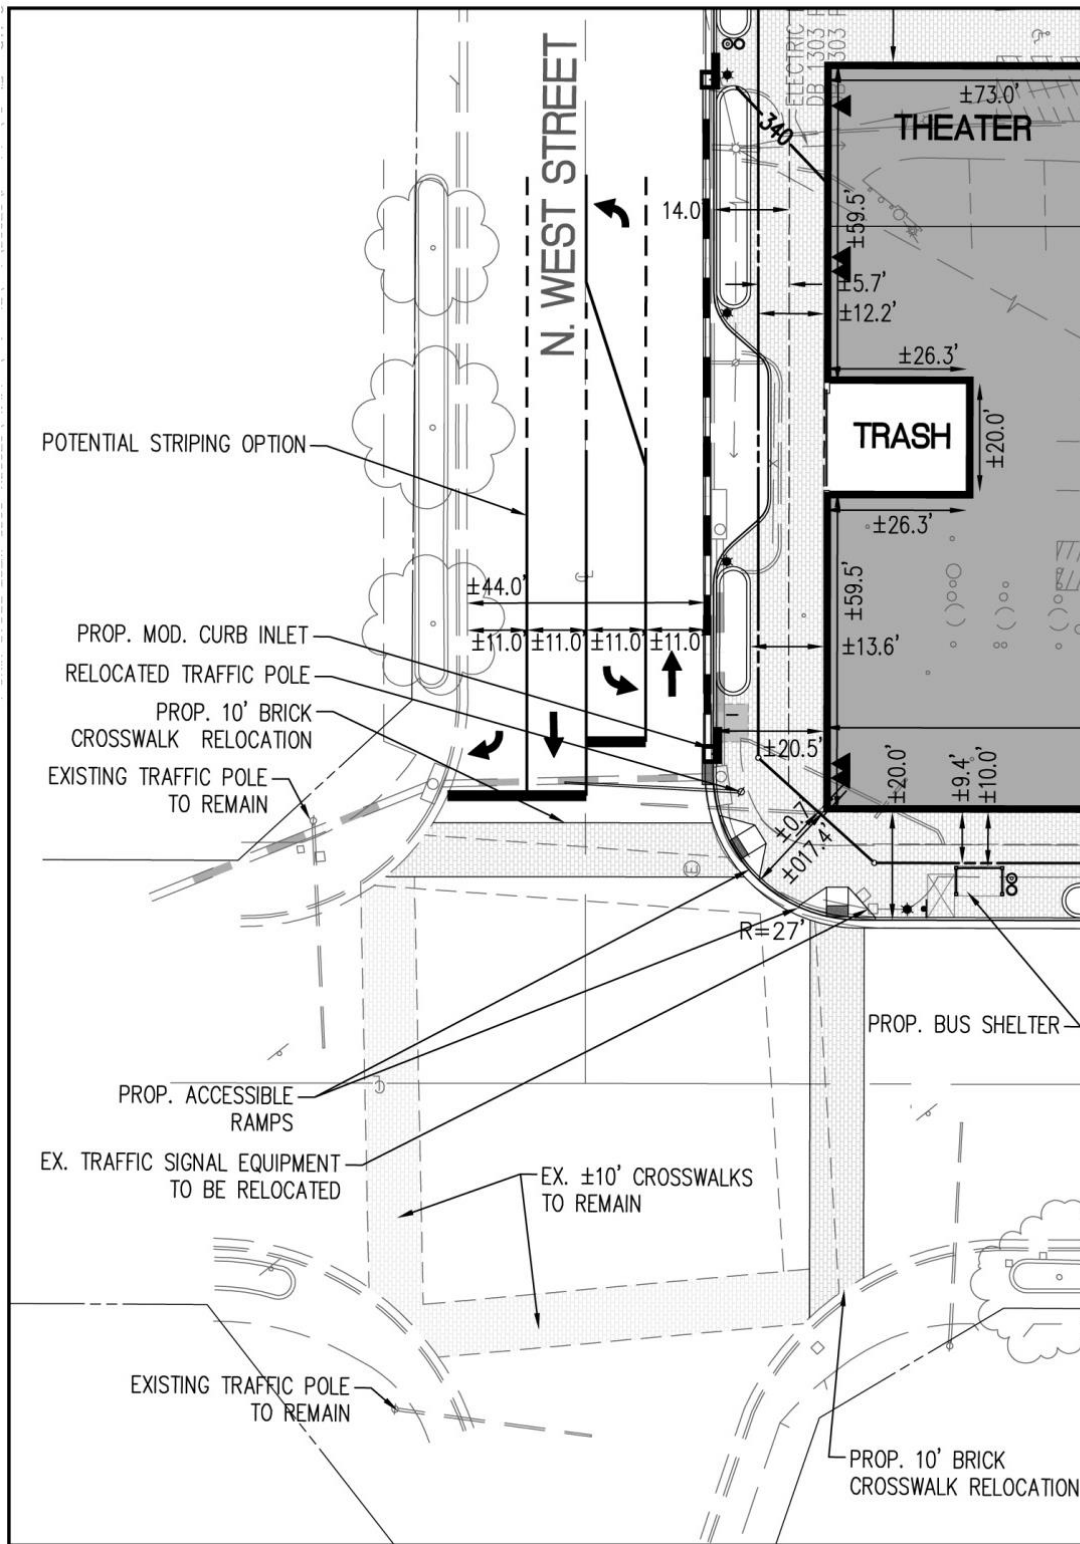 ELECTRIC
DB 1303
303
±73.0'
THEATER
340
N. WEST STREET
14.0'
±59.5'
±5.7'
±12.2'
±26.3'
TRASH
±20.0'
±26.3'
POTENTIAL STRIPING OPTION
±44.0'
±11.0'
±11.0'
±11.0'
±11.0'
±59.5'
±13.6'
PROP. MOD. CURB INLET
RELOCATED TRAFFIC POLE
PROP. 10' BRICK
CROSSWALK RELOCATION
EXISTING TRAFFIC POLE
TO REMAIN
±20.5'
±20.0'
±9.4'
±10.0'
±0.7'
±017.4'
R=27'
PROP. BUS SHELTER
PROP. ACCESSIBLE
RAMPS
EX. TRAFFIC SIGNAL EQUIPMENT
TO BE RELOCATED
EX. ±10' CROSSWALKS
TO REMAIN
EXISTING TRAFFIC POLE
TO REMAIN
PROP. 10' BRICK
CROSSWALK RELOCATION